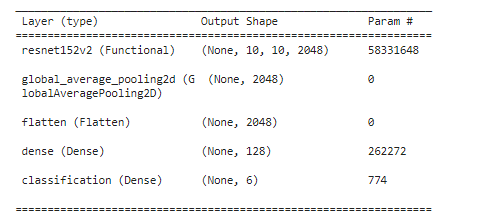 Layer (type) Output Shape Param #
=================================================================
resnet152v2 (Functional) (None, 10, 10, 2048) 58331648
global_average_pooling2d (G (None, 2048) 0
lobalAveragePooling2D)
flatten (Flatten) (None, 2048) 0
dense (Dense) (None, 128) 262272
classification (Dense) (None, 6) 774
=================================================================